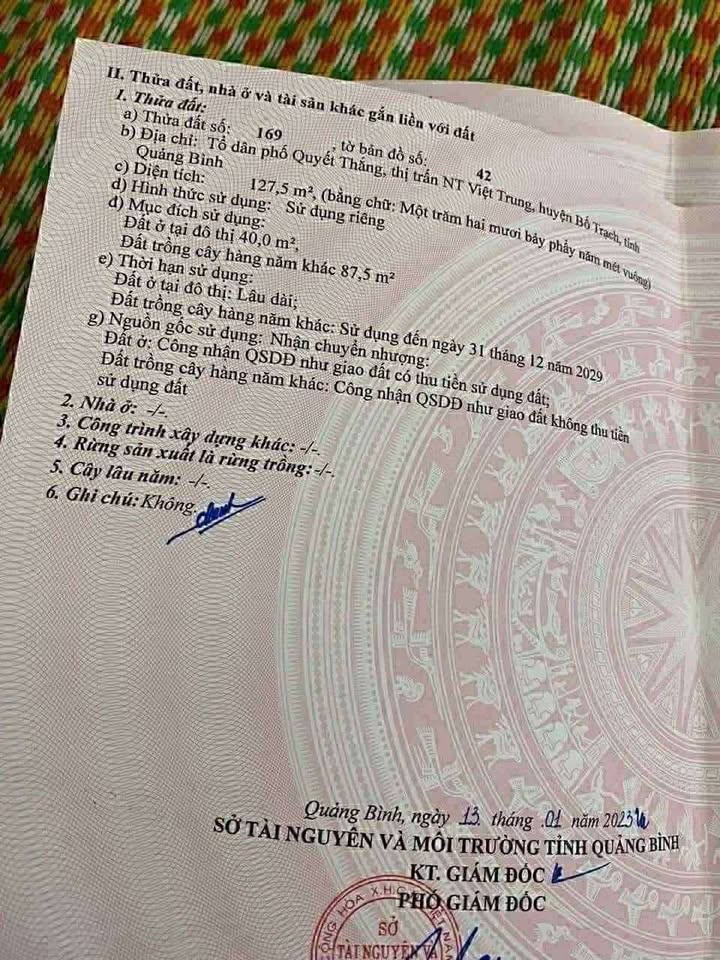 II. Thửa đất, nhà ở và tài sản khác gắn liền với đất
1. Thửa đất:
a) Thửa đất số: 169 , tờ bản đồ số: 42
b) Địa chỉ: Tổ dân phố Quyết Thắng, thị trấn NT Việt Trung, huyện Bố Trạch, tỉnh
Quảng Bình
c) Diện tích: 127,5 m², (bằng chữ: Một trăm hai mươi bảy phẩy năm mét vuông)
d) Hình thức sử dụng: Sử dụng riêng
đ) Mục đích sử dụng:
Đất ở tại đô thị 40,0 m²,
Đất trồng cây hàng năm khác 87,5 m²
e) Thời hạn sử dụng:
Đất ở tại đô thị: Lâu dài;
Đất trồng cây hàng năm khác: Sử dụng đến ngày 31 tháng 12 năm 2029
g) Nguồn gốc sử dụng: Nhận chuyển nhượng:
Đất ở: Công nhận QSDĐ như giao đất có thu tiền sử dụng đất;
Đất trồng cây hàng năm khác: Công nhận QSDĐ như giao đất không thu tiền
sử dụng đất
2. Nhà ở: -/-.
3. Công trình xây dựng khác: -/-.
4. Rừng sản xuất là rừng trồng: -/-.
5. Cây lâu năm: -/-.
6. Ghi chú: Không.
Quảng Bình, ngày 13 tháng .01 năm 2023
SỞ TÀI NGUYÊN VÀ MÔI TRƯỜNG TỈNH QUẢNG BÌNH
KT. GIÁM ĐỐC
PHÓ GIÁM ĐỐC
SỞ
TÀI NGUYÊN VÀ